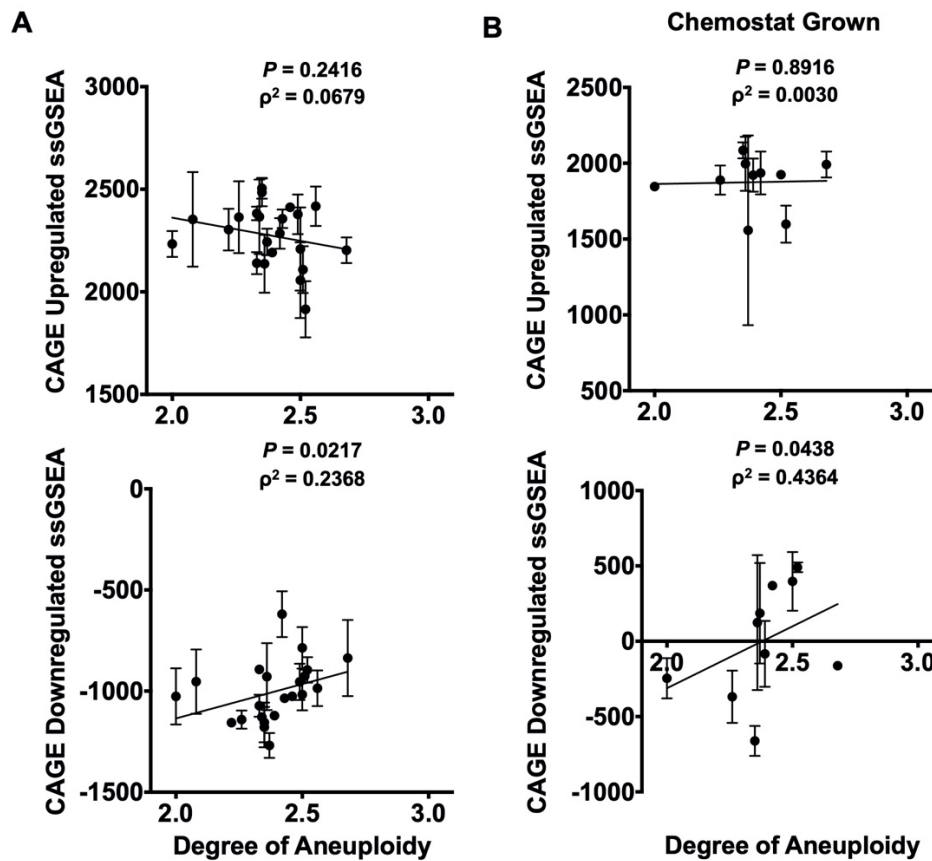 A
P = 0.2416
ρ² = 0.0679
CAGE Upregulated ssGSEA
3000
2500
2000
1500
2.0 2.5 3.0
B
Chemostat Grown
P = 0.8916
ρ² = 0.0030
CAGE Upregulated ssGSEA
2500
2000
1500
1000
500
2.0 2.5 3.0
P = 0.0217
ρ² = 0.2368
CAGE Downregulated ssGSEA
0
-500
-1000
-1500
2.0 2.5 3.0
Degree of Aneuploidy
P = 0.0438
ρ² = 0.4364
CAGE Downregulated ssGSEA
1000
500
0
-500
-1000
2.0 2.5 3.0
Degree of Aneuploidy